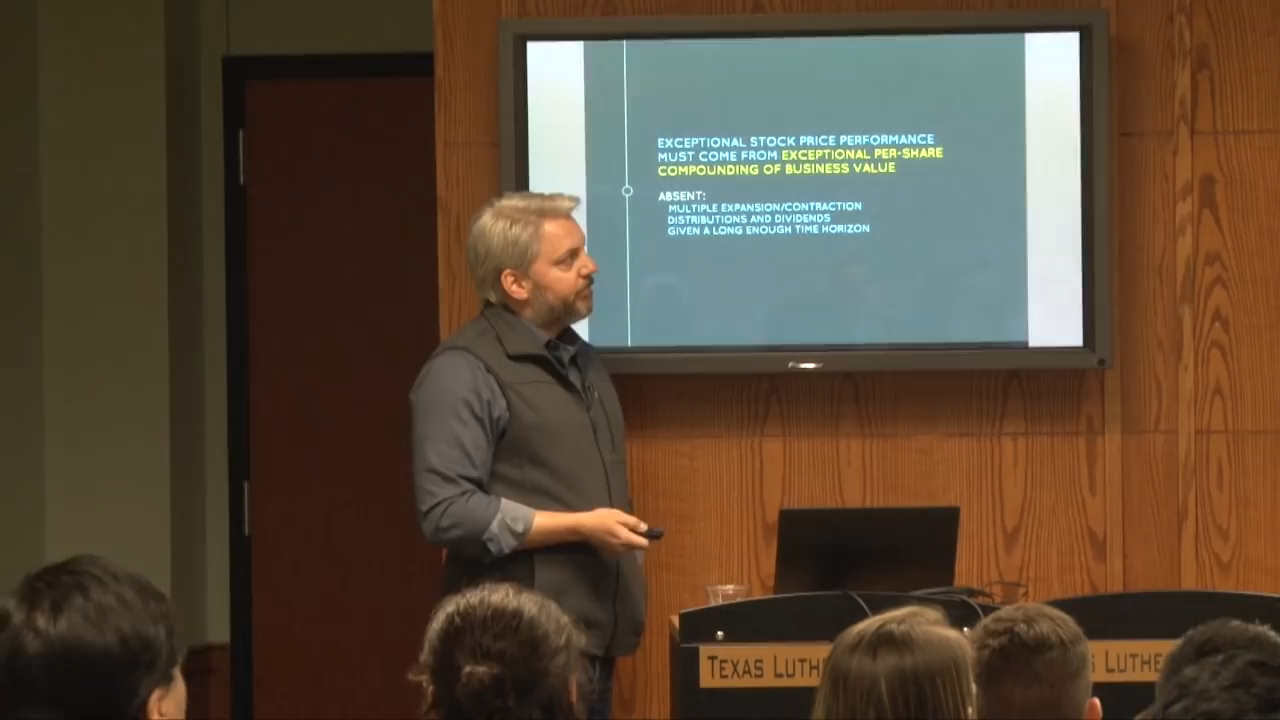 EXCEPTIONAL STOCK PRICE PERFORMANCE
MUST COME FROM EXCEPTIONAL PER-SHARE
COMPOUNDING OF BUSINESS VALUE
ABSENT:
MULTIPLE EXPANSION/CONTRACTION
DISTRIBUTIONS AND DIVIDENDS
GIVEN A LONG ENOUGH TIME HORIZON
TEXAS LUTH
S LUTHE